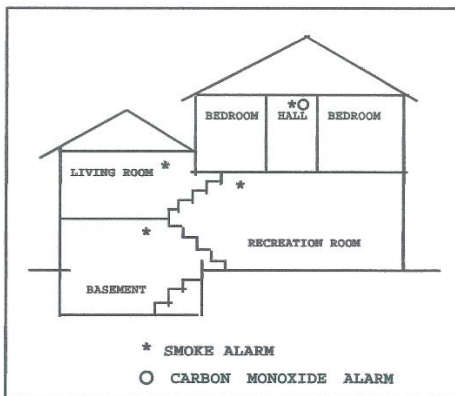 BEDROOM HALL BEDROOM
LIVING ROOM
RECREATION ROOM
BASEMENT
* SMOKE ALARM
O CARBON MONOXIDE ALARM